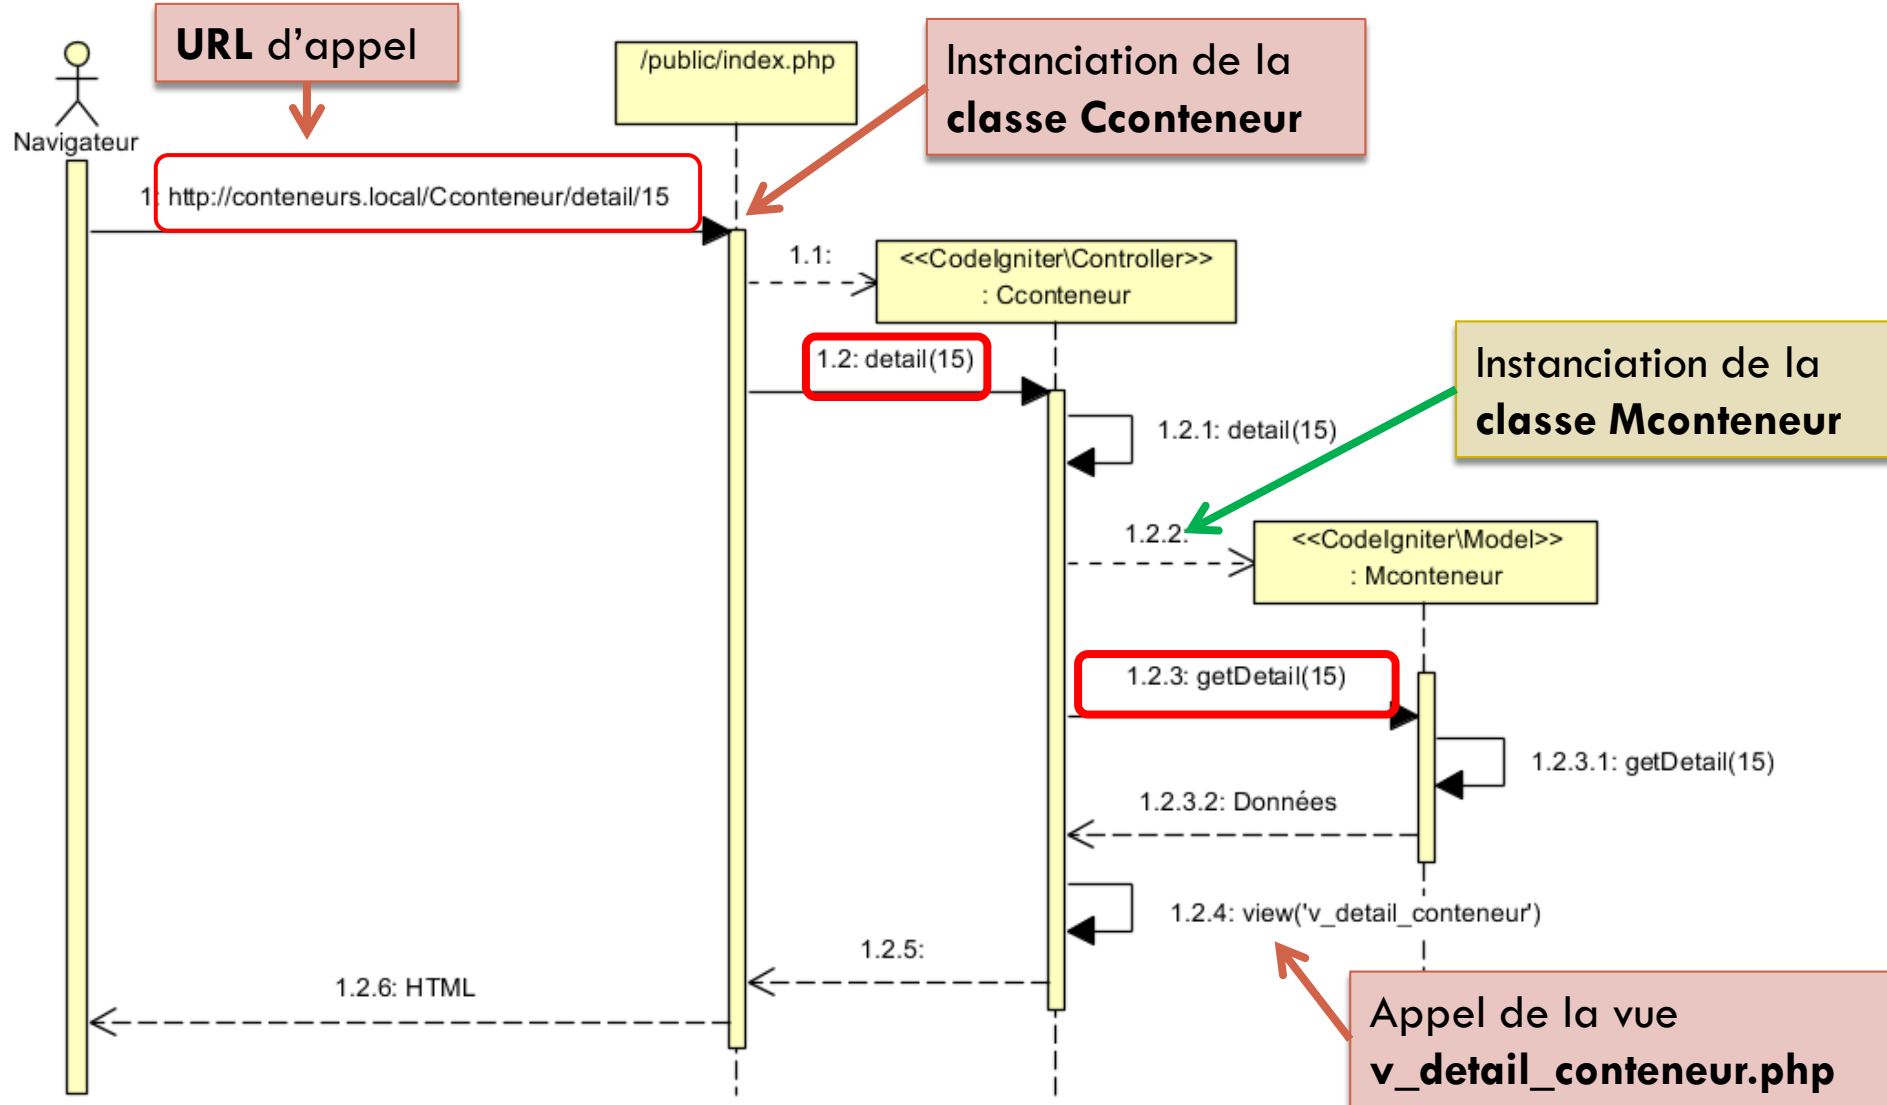 URL d'appel
/public/index.php
Instanciation de la
classe Cconteneur
Navigateur
1: http://conteneurs.local/Cconteneur/detail/15
1.1:
<<CodeIgniter\Controller>>
: Cconteneur
1.2: detail(15)
Instanciation de la
classe Mconteneur
1.2.1: detail(15)
1.2.2:
<<CodeIgniter\Model>>
: Mconteneur
1.2.3: getDetail(15)
1.2.3.1: getDetail(15)
1.2.3.2: Données
1.2.4: view('v_detail_conteneur')
1.2.5:
1.2.6: HTML
Appel de la vue
v_detail_conteneur.php